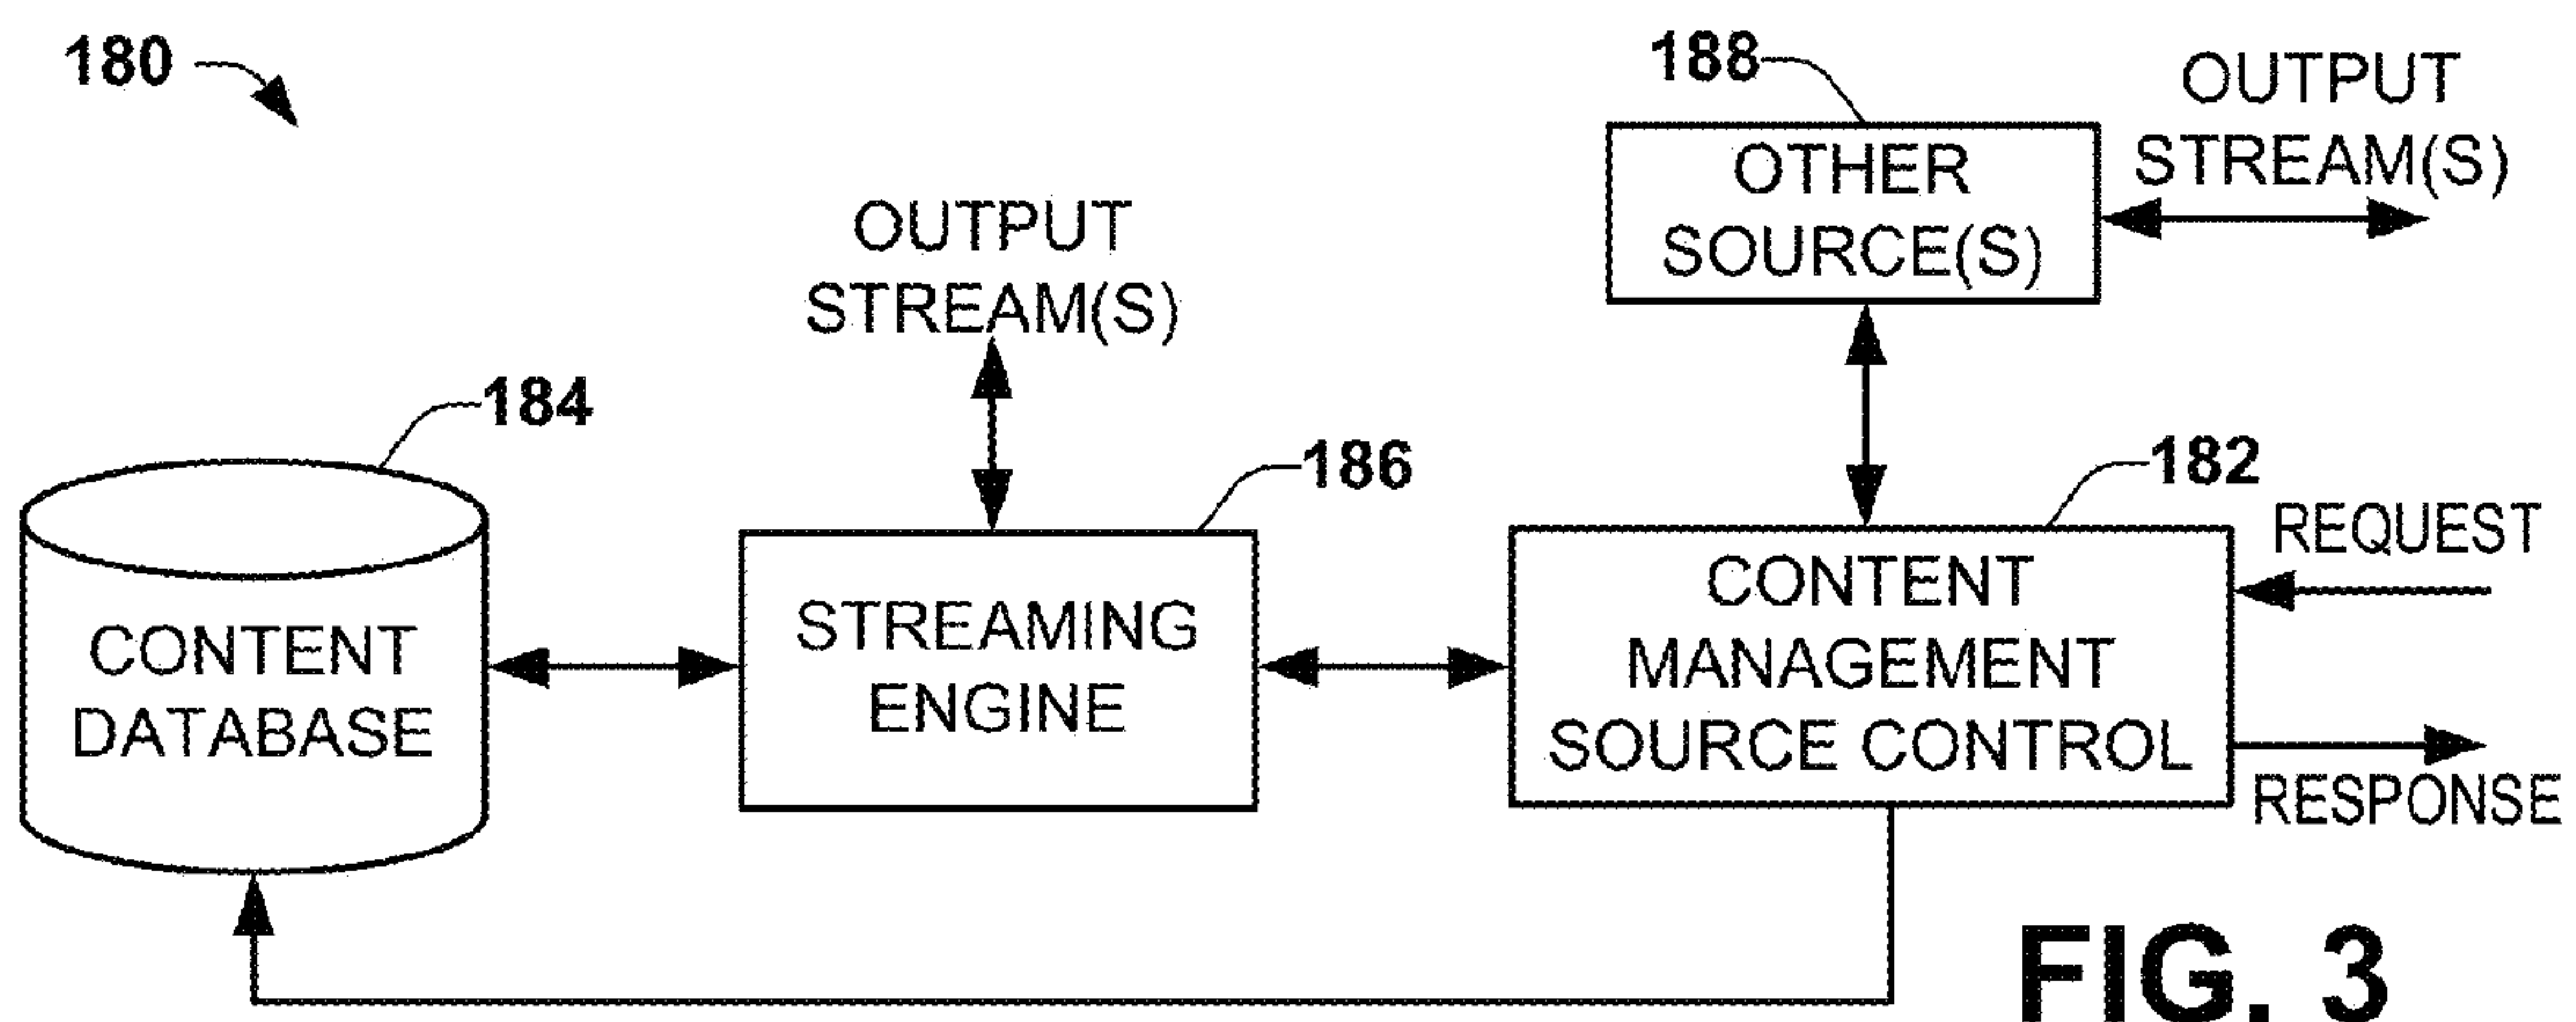 180
188
OUTPUT
STREAM(S)
OTHER
SOURCE(S)
OUTPUT
STREAM(S)
184
186
182
REQUEST
CONTENT
DATABASE
STREAMING
ENGINE
CONTENT
MANAGEMENT
SOURCE CONTROL
RESPONSE
FIG. 3